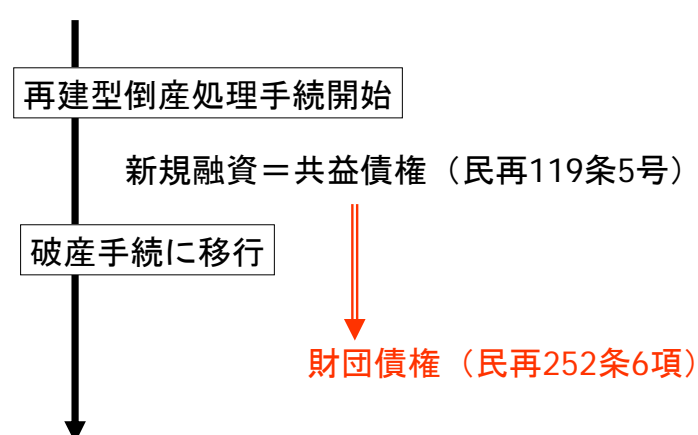 再建型倒産処理手続開始
新規融資＝共益債権（民再119条5号）
破産手続に移行
財団債権（民再252条6項）